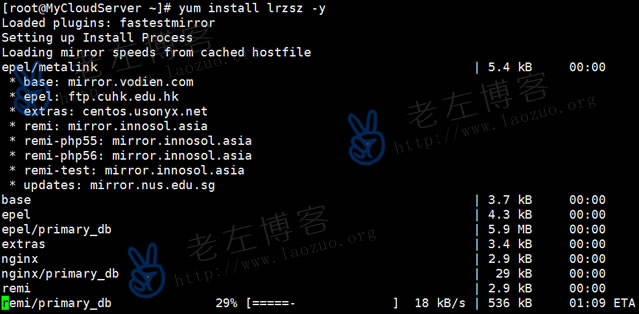 [root@MyCloudServer ~]# yum install lrzsz -y
Loaded plugins: fastestmirror
Setting up Install Process
Loading mirror speeds from cached hostfile
epel/metalink | 5.4 kB 00:00
* base: mirror.vodien.com
* epel: ftp.cuhk.edu.hk
* extras: centos.usonyx.net
* remi: mirror.innosol.asia
* remi-php55: mirror.innosol.asia
* remi-php56: mirror.innosol.asia
* remi-test: mirror.innosol.asia
* updates: mirror.nus.edu.sg
base | 3.7 kB 00:00
epel | 4.3 kB 00:00
epel/primary_db | 5.9 MB 00:00
extras | 3.4 kB 00:00
nginx | 2.9 kB 00:00
nginx/primary_db | 29 kB 00:00
remi | 2.9 kB 00:00
remi/primary_db 29% [=====- ] 18 kB/s | 536 kB 01:09 ETA
老左博客
http://www.laozuo.org
老左博客
http://www.laozuo.org
老左博客
http://www.laozuo.org